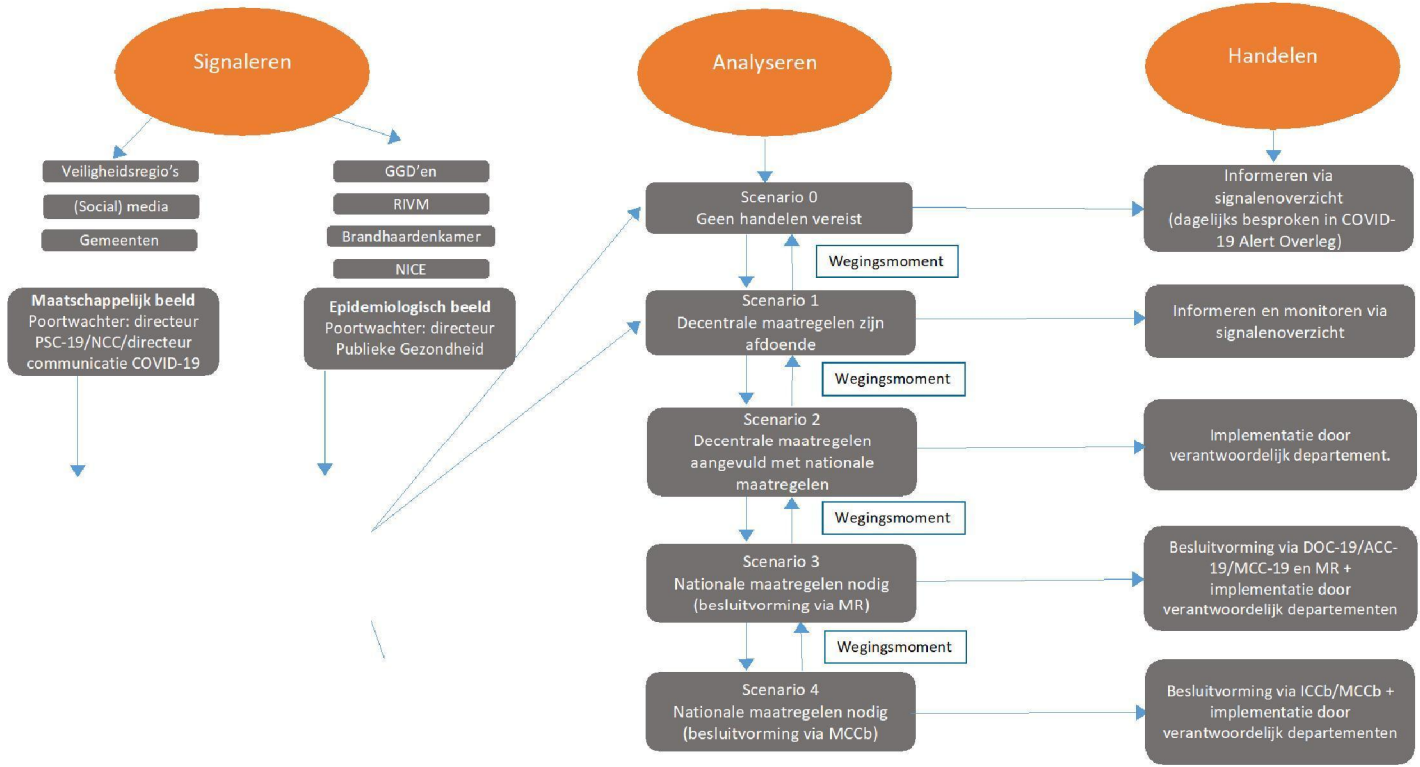 Signaleren
Veiligheidsregio's
(Social) media
Gemeenten
Maatschappelijk beeld
Poortwachter: directeur
PSC-19/NCC/directeur
communicatie COVID-19
GGD'en
RIVM
Brandhaardenkamer
NICE
Epidemiologisch beeld
Poortwachter: directeur
Publieke Gezondheid
Analyseren
Scenario 0
Geen handelen vereist
Wegingsmoment
Scenario 1
Decentrale maatregelen zijn
afdoende
Wegingsmoment
Scenario 2
Decentrale maatregelen
aangevuld met nationale
maatregelen
Wegingsmoment
Scenario 3
Nationale maatregelen nodig
(besluitvorming via MR)
Wegingsmoment
Scenario 4
Nationale maatregelen nodig
(besluitvorming via MCCb)
Handelen
Informeren via
signalenoverzicht
(dagelijks besproken in COVID-
19 Alert Overleg)
Informeren en monitoren via
signalenoverzicht
Implementatie door
verantwoordelijk departement.
Besluitvorming via DOC-19/ACC-
19/MCC-19 en MR +
implementatie door
verantwoordelijk departementen
Besluitvorming via ICCb/MCCb +
implementatie door
verantwoordelijk departementen